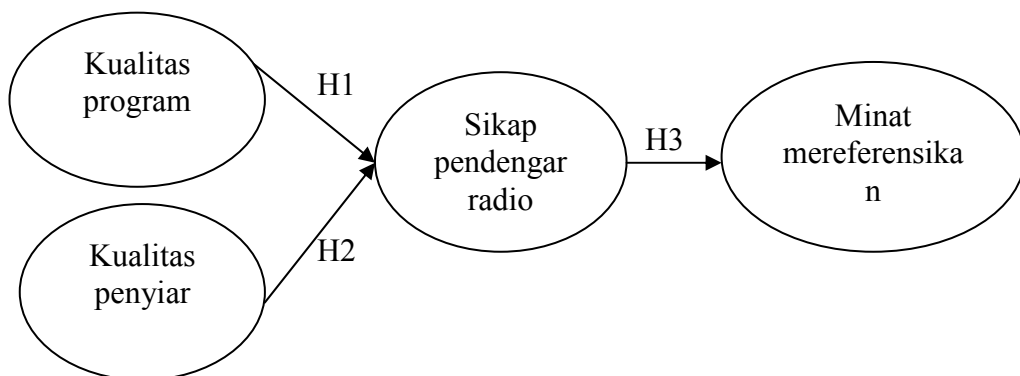 Kualitas
program
H1
Sikap
pendengar
radio
H3
Minat
mereferensika
n
H2
Kualitas
penyiar